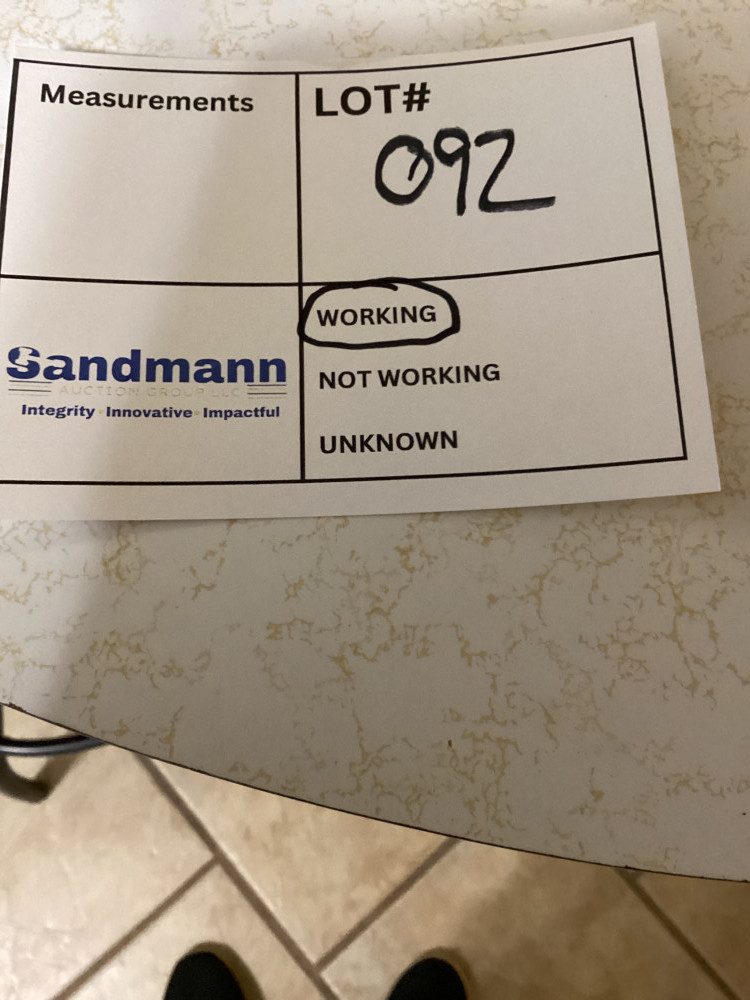 Measurements
LOT#
092
WORKING
NOT WORKING
UNKNOWN
Sandmann
AUCTION GROUP LLC
Integrity Innovative Impactful